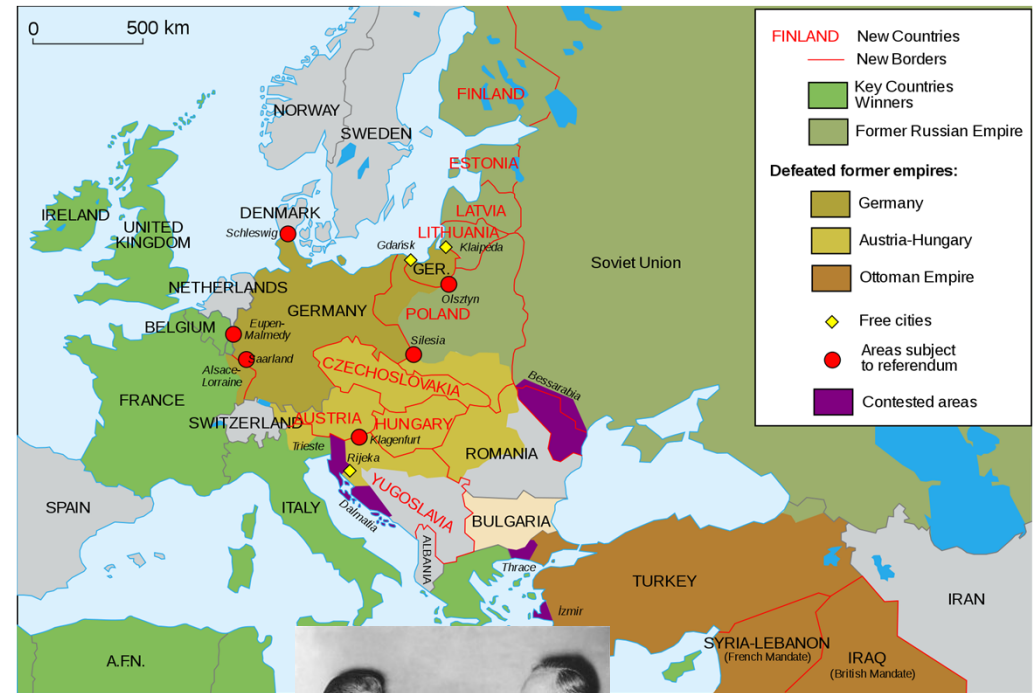 0 500 km
FINLAND New Countries
New Borders
Key Countries
Winners
Former Russian Empire
Defeated former empires:
Germany
Austria-Hungary
Ottoman Empire
Free cities
Areas subject
to referendum
Contested areas
NORWAY
SWEDEN
FINLAND
ESTONIA
LATVIA
LITHUANIA
Klaipėda
IRELAND
UNITED
KINGDOM
DENMARK
Schleswig
Gdańsk
GER.
Olsztyn
Soviet Union
NETHERLANDS
GERMANY
POLAND
BELGIUM
Eupen-
Malmedy
Silesia
Saarland
Alsace-
Lorraine
CZECHOSLOVAKIA
Bessarabia
FRANCE
SWITZERLAND
AUSTRIA
HUNGARY
Klagenfurt
Trieste
Rijeka
ROMANIA
SPAIN
ITALY
Dalmatia
YUGOSLAVIA
BULGARIA
ALBANIA
Thrace
TURKEY
İzmir
IRAN
A.F.N.
SYRIA-LEBANON
(French Mandate)
IRAQ
(British Mandate)